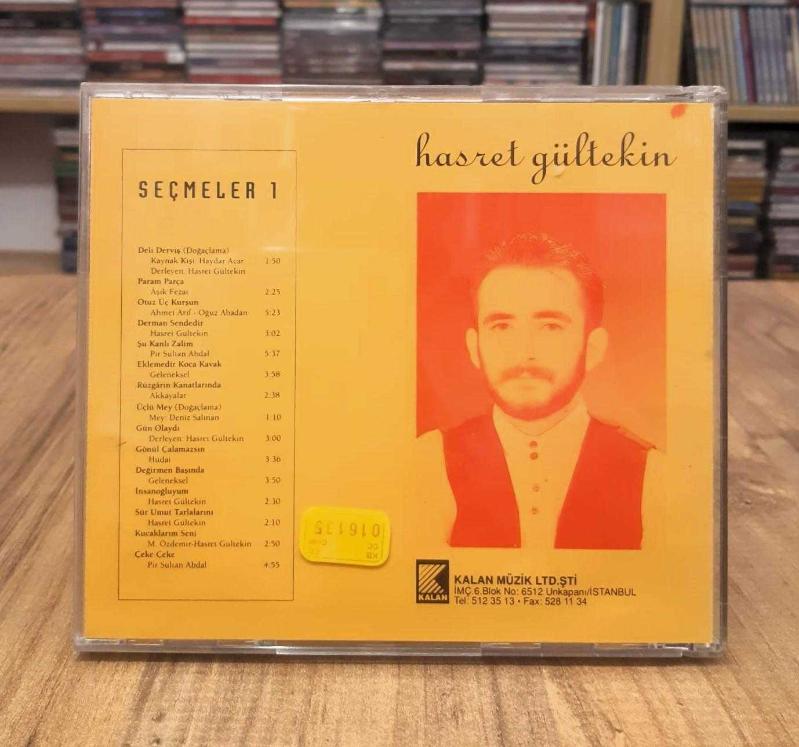 SEÇMELER 1
Deli Derviş (Doğaçlama)
Kaynak Kişi: Haydar Acar 1:50
Derleyen: Hasret Gültekin
Param Parça
Aşık Fezai 2:25
Otuz Üç Kurşun
Ahmet Arif - Oğuz Abadan 5:23
Derman Sendedir
Hasret Gültekin 3:02
Şu Kanlı Zalim
Pir Sultan Abdal 5:37
Eklemedir Koca Kavak
Geleneksel 3:58
Rüzgârın Kanatlarında
Akkayalar 2:38
Üçlü Mey (Doğaçlama)
Mey: Deniz Salman 1:10
Gün Olaydı
Derleyen: Hasret Gültekin 3:00
Gönül Çalamazsın
Hüdai 3:36
Değirmen Başında
Geleneksel 3:50
İnsanoğluyum
Hasret Gültekin 2:30
Sür Umut Tarlalarını
Hasret Gültekin 2:10
Kucaklarım Seni
M. Özdemir-Hasret Gültekin 2:50
Çeke Çeke
Pir Sultan Abdal 4:55
hasret gültekin
KALAN
KALAN MÜZİK LTD.ŞTİ
İMÇ.6.Blok No: 6512 Unkapanı/İSTANBUL
Tel: 512 35 13 • Fax: 528 11 34
016135